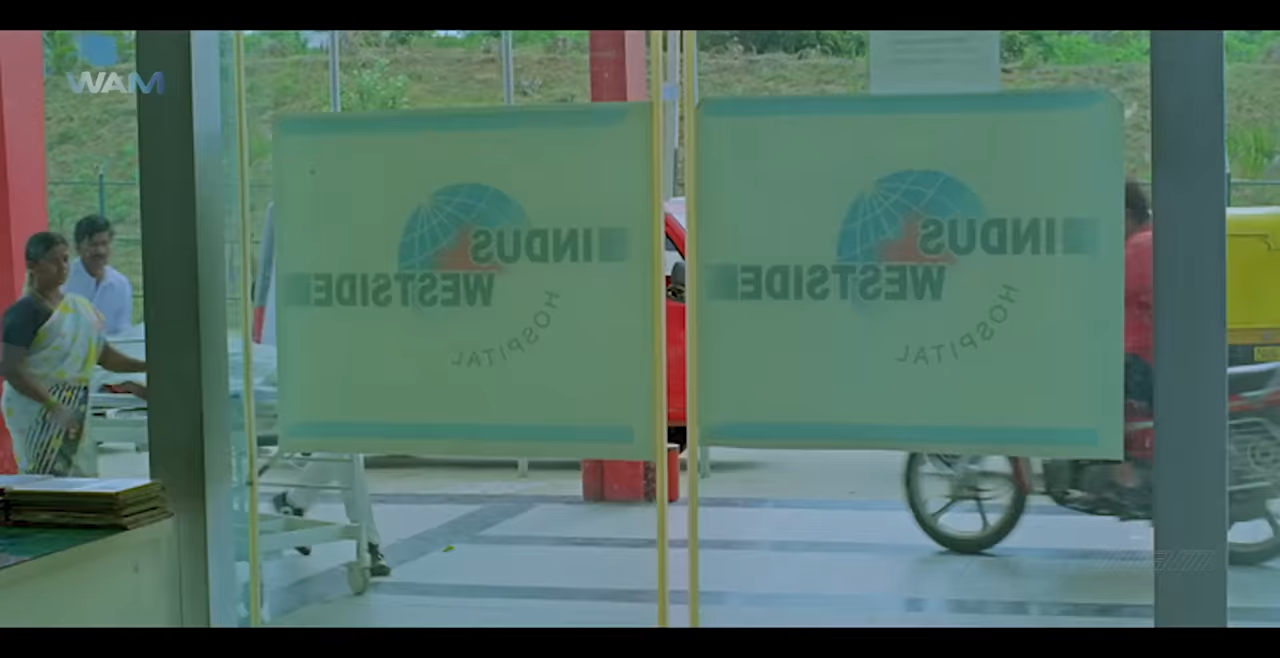 WAM
INDUS
WESTSIDE
HOSPITAL
INDUS
WESTSIDE
HOSPITAL